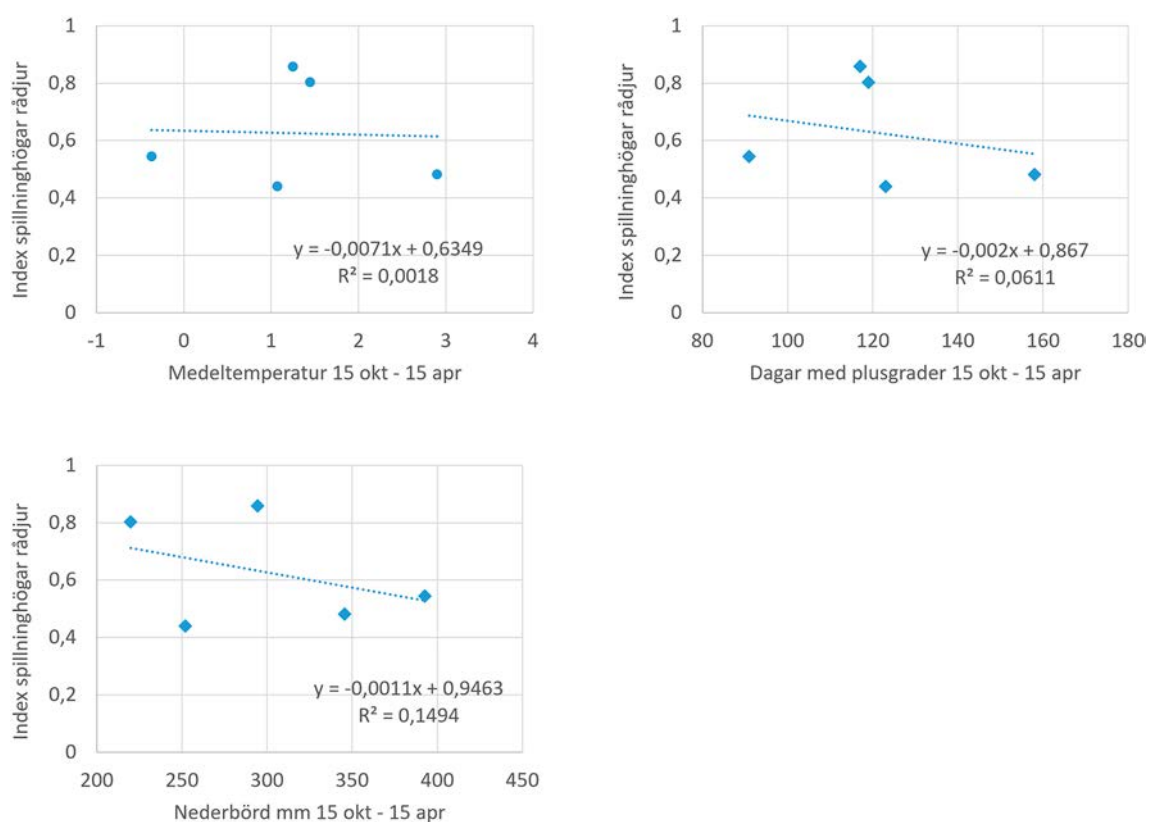 1
0,8
0,6
0,4
0,2
0
Index spillninghögar rådjur
y = -0,0071x + 0,6349
R² = 0,0018
-1 0 1 2 3 4
Medeltemperatur 15 okt - 15 apr
1
0,8
0,6
0,4
0,2
0
Index spillninghögar rådjur
y = -0,002x + 0,867
R² = 0,0611
80 100 120 140 160 180
Dagar med plusgrader 15 okt - 15 apr
1
0,8
0,6
0,4
0,2
0
Index spillninghögar rådjur
y = -0,0011x + 0,9463
R² = 0,1494
200 250 300 350 400 450
Nederbörd mm 15 okt - 15 apr